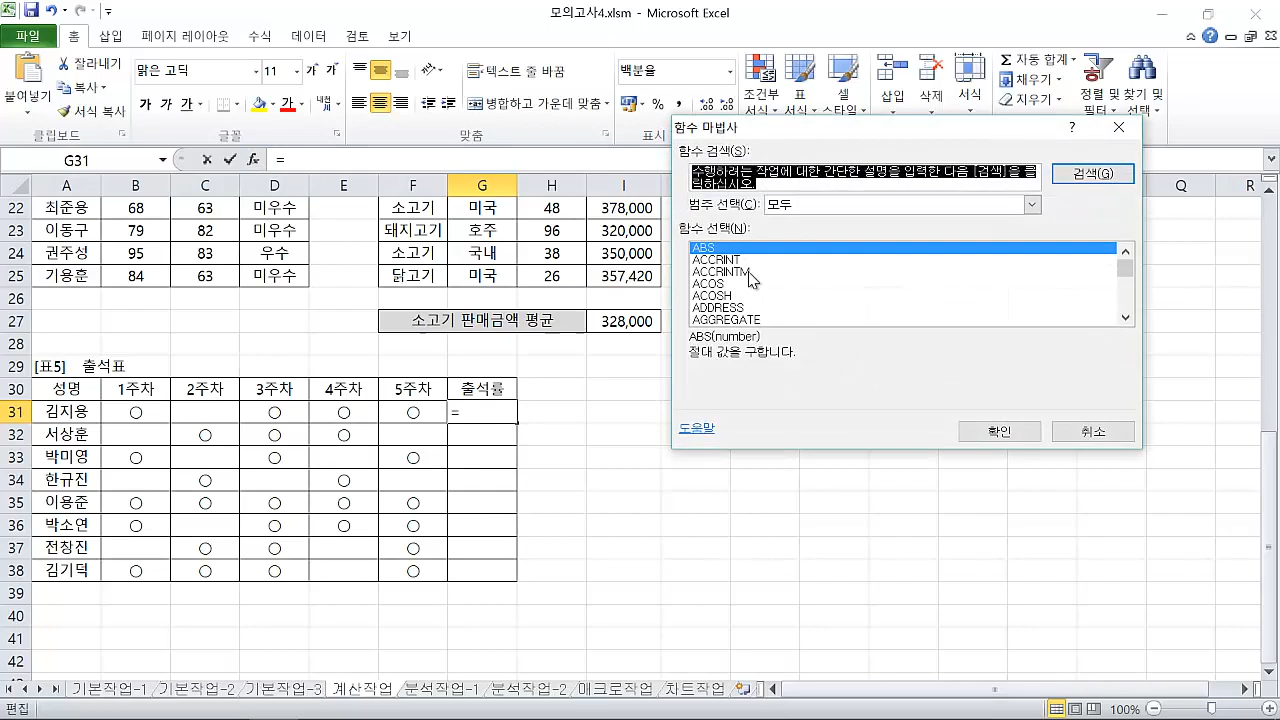 모의고사4.xlsm - Microsoft Excel
파일 홈 삽입 페이지 레이아웃 수식 데이터 검토 보기
붙여넣기
잘라내기
복사
서식 복사
클립보드
맑은 고딕 11
가 가 가
글꼴
텍스트 줄 바꿈
병합하고 가운데 맞춤
맞춤
백분율
%
표시
조건부 서식
표 서식
셀 스타일
삽입 삭제 서식
Σ 자동 합계
채우기
지우기
정렬 및 필터
찾기 및 선택
G31 fx =
A B C D E F G H I Q R
22 최준용 68 63 미우수 소고기 미국 48 378,000
23 이동구 79 82 미우수 돼지고기 호주 96 320,000
24 권주성 95 83 우수 소고기 국내 38 350,000
25 기용훈 84 63 미우수 닭고기 미국 26 357,420
26
27 소고기 판매금액 평균 328,000
28
29 [표5] 출석표
30 성명 1주차 2주차 3주차 4주차 5주차 출석률
31 김지용 ○ ○ ○ ○ =
32 서상훈 ○ ○ ○
33 박미영 ○ ○ ○
34 한규진 ○ ○
35 이용준 ○ ○ ○ ○ ○
36 박소연 ○ ○ ○ ○
37 전창진 ○ ○ ○
38 김기덕 ○ ○ ○ ○
39
40
41
42
함수 마법사 ?
함수 검색(S):
수행하려는 작업에 대한 간단한 설명을 입력한 다음 [검색]을 클릭하십시오.
검색(G)
범주 선택(C): 모두
함수 선택(N):
ABS
ACCRINT
ACCRINTM
ACOS
ACOSH
ADDRESS
AGGREGATE
ABS(number)
절대 값을 구합니다.
도움말 확인 취소
기본작업-1 기본작업-2 기본작업-3 계산작업 분석작업-1 분석작업-2 매크로작업 차트작업
편집 100%